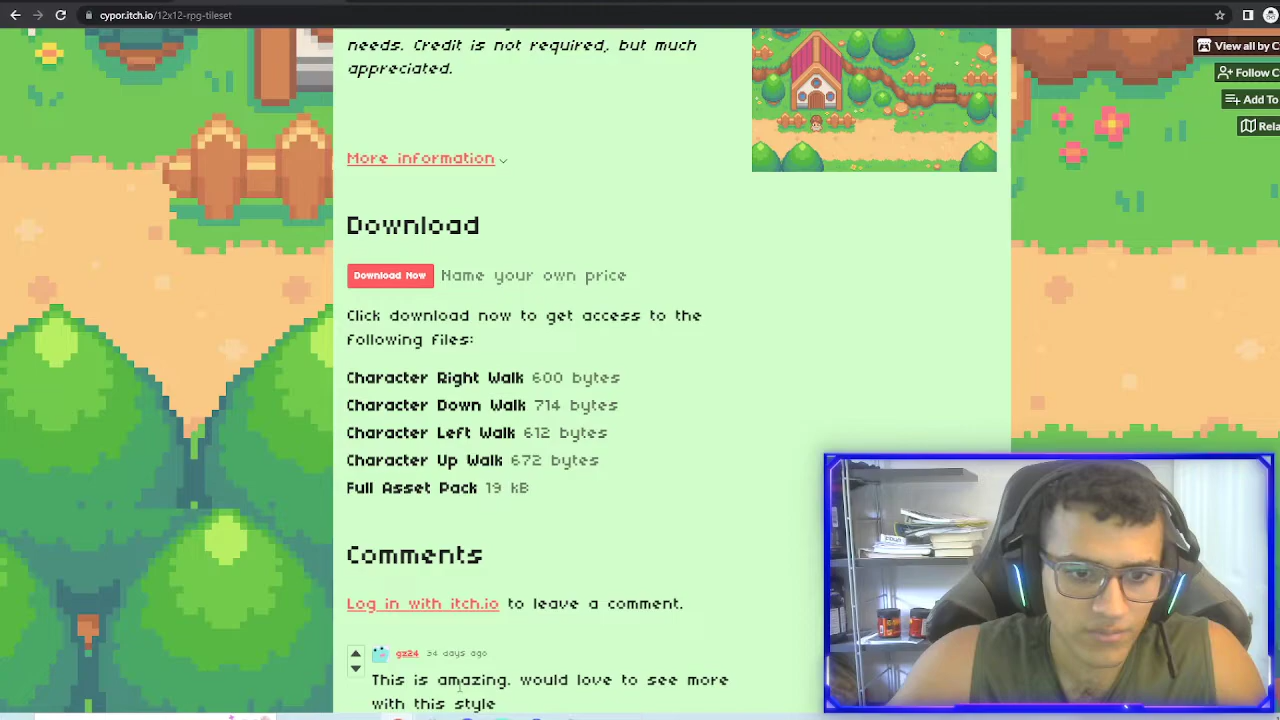 cypor.itch.io/12x12-rpg-tileset
View all by C
Follow C
Add To
Rela
needs. Credit is not required, but much
appreciated.
More information
Download
Download Now Name your own price
Click download now to get access to the
following files:
Character Right Walk 600 bytes
Character Down Walk 714 bytes
Character Left Walk 612 bytes
Character Up Walk 672 bytes
Full Asset Pack 19 kB
Comments
Log in with itch.io to leave a comment.
gz24 34 days ago
This is amazing. would love to see more
with this style